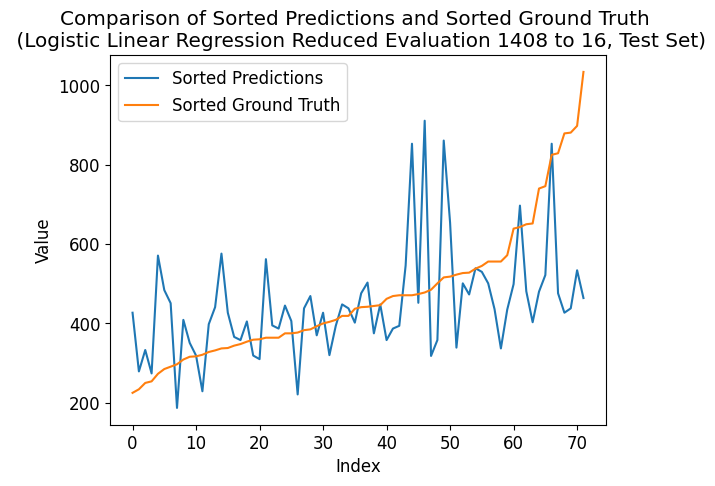 Comparison of Sorted Predictions and Sorted Ground Truth
(Logistic Linear Regression Reduced Evaluation 1408 to 16, Test Set)
Sorted Predictions
Sorted Ground Truth
1000
800
600
400
200
Value
0 10 20 30 40 50 60 70
Index